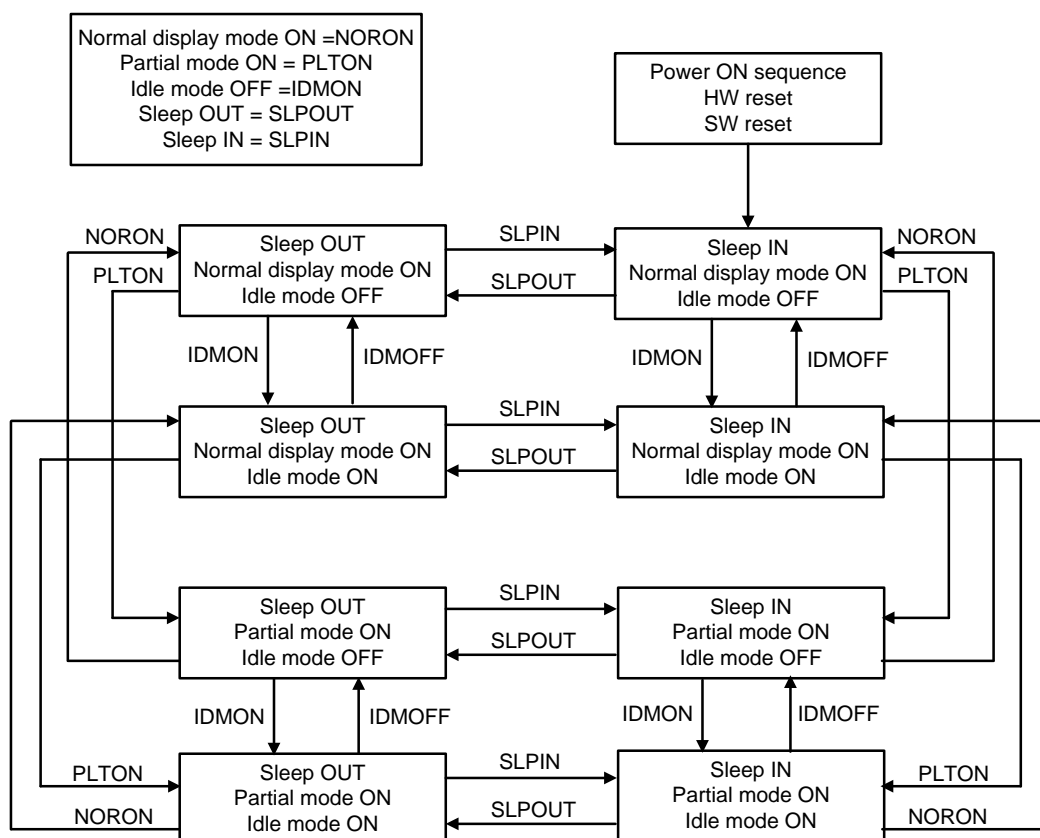 Normal display mode ON =NORON
Partial mode ON = PLTON
Idle mode OFF =IDMON
Sleep OUT = SLPOUT
Sleep IN = SLPIN
Power ON sequence
HW reset
SW reset
NORON
PLTON
Sleep OUT
Normal display mode ON
Idle mode OFF
SLPIN
SLPOUT
Sleep IN
Normal display mode ON
Idle mode OFF
NORON
PLTON
IDMON
IDMOFF
IDMON
IDMOFF
Sleep OUT
Normal display mode ON
Idle mode ON
SLPIN
SLPOUT
Sleep IN
Normal display mode ON
Idle mode ON
Sleep OUT
Partial mode ON
Idle mode OFF
SLPIN
SLPOUT
Sleep IN
Partial mode ON
Idle mode OFF
IDMON
IDMOFF
IDMON
IDMOFF
PLTON
NORON
Sleep OUT
Partial mode ON
Idle mode ON
SLPIN
SLPOUT
Sleep IN
Partial mode ON
Idle mode ON
PLTON
NORON